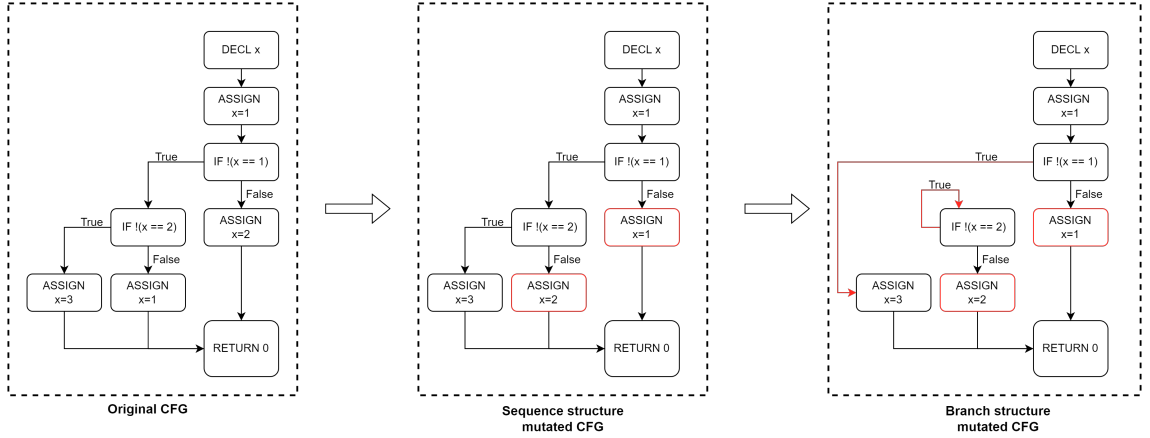 DECL x
ASSIGN
x=1
IF !(x == 1)
True
False
IF !(x == 2)
ASSIGN
x=2
True
False
ASSIGN
x=3
ASSIGN
x=1
RETURN 0
Original CFG
DECL x
ASSIGN
x=1
IF !(x == 1)
True
False
IF !(x == 2)
ASSIGN
x=1
True
False
ASSIGN
x=3
ASSIGN
x=2
RETURN 0
Sequence structure
mutated CFG
DECL x
ASSIGN
x=1
IF !(x == 1)
True
False
True
IF !(x == 2)
ASSIGN
x=1
False
ASSIGN
x=3
ASSIGN
x=2
RETURN 0
Branch structure
mutated CFG